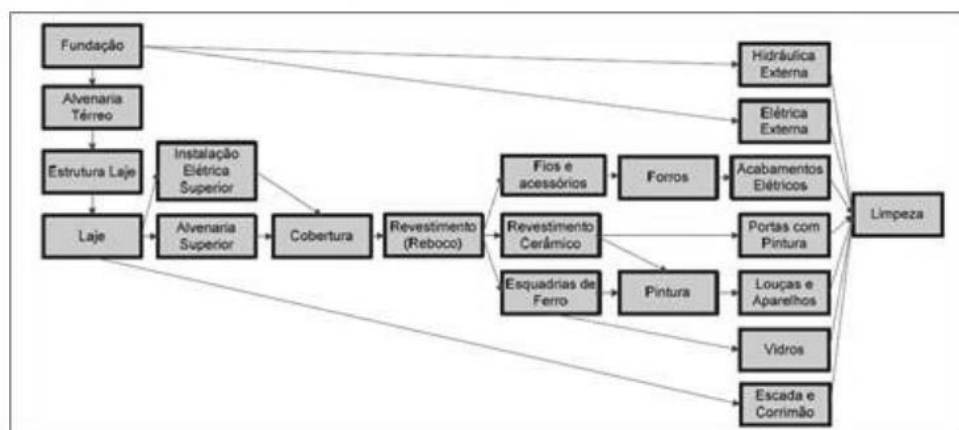 Fundação
Hidráulica
Externa
Alvenaria
Térreo
Elétrica
Externa
Estrutura Laje
Instalação
Elétrica
Superior
Fios e
acessórios
Forros
Acabamentos
Elétricos
Limpeza
Laje
Alvenaria
Superior
Cobertura
Revestimento
(Reboco)
Revestimento
Cerâmico
Portas com
Pintura
Esquadrias de
Ferro
Pintura
Louças e
Aparelhos
Vidros
Escada e
Corrimão